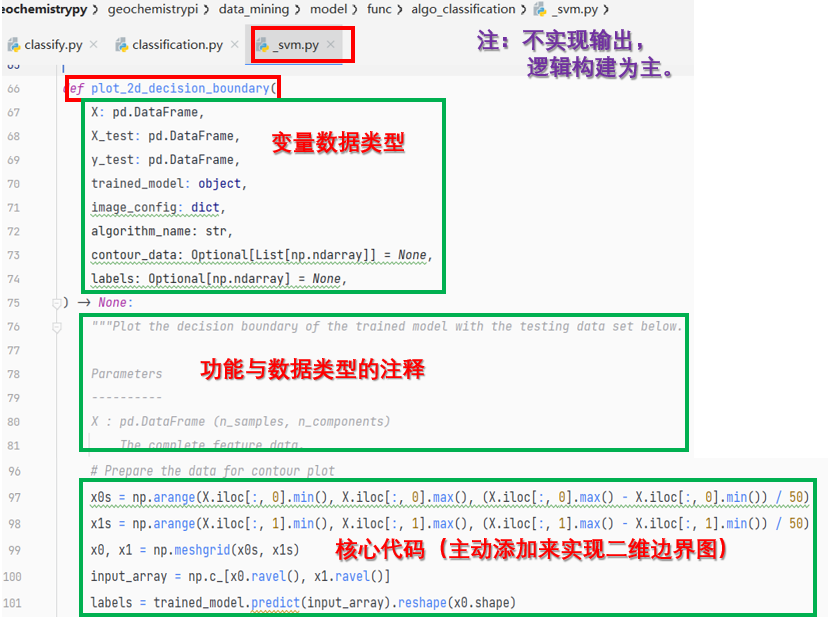 eochemistrypy > geochemistrypi > data_mining > model > func > algo_classification > _svm.py >
classify.py × classification.py × _svm.py ×
注：不实现输出，
逻辑构建为主。
65
66 def plot_2d_decision_boundary(
67 X: pd.DataFrame,
68 X_test: pd.DataFrame,
69 y_test: pd.DataFrame,
变量数据类型
70 trained_model: object,
71 image_config: dict,
72 algorithm_name: str,
73 contour_data: Optional[List[np.ndarray]] = None,
74 labels: Optional[np.ndarray] = None,
75 ) -> None:
76 """Plot the decision boundary of the trained model with the testing data set below.
77
78 Parameters
功能与数据类型的注释
79 ----------
80 X : pd.DataFrame (n_samples, n_components)
81 The complete feature data.
96 # Prepare the data for contour plot
97 x0s = np.arange(X.iloc[:, 0].min(), X.iloc[:, 0].max(), (X.iloc[:, 0].max() - X.iloc[:, 0].min()) / 50)
98 x1s = np.arange(X.iloc[:, 1].min(), X.iloc[:, 1].max(), (X.iloc[:, 1].max() - X.iloc[:, 1].min()) / 50)
99 x0, x1 = np.meshgrid(x0s, x1s)
核心代码（主动添加来实现二维边界图）
100 input_array = np.c_[x0.ravel(), x1.ravel()]
101 labels = trained_model.predict(input_array).reshape(x0.shape)